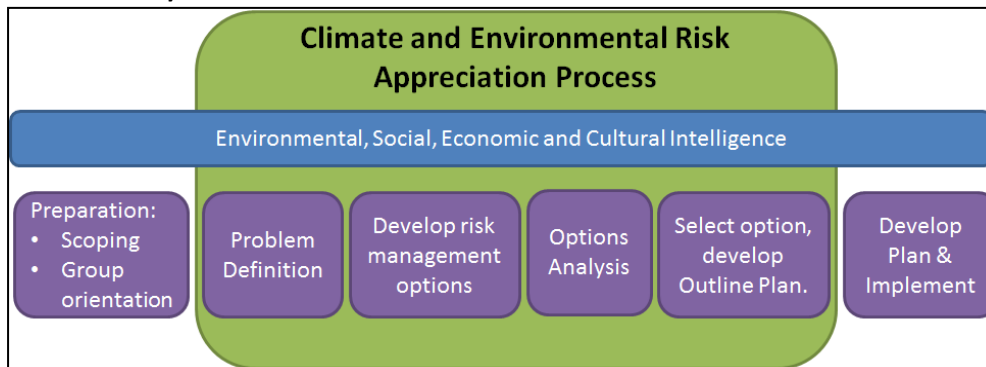 Climate and Environmental Risk
Appreciation Process
Environmental, Social, Economic and Cultural Intelligence
Preparation:
• Scoping
• Group
orientation
Problem
Definition
Develop risk
management
options
Options
Analysis
Select option,
develop
Outline Plan.
Develop
Plan &
Implement